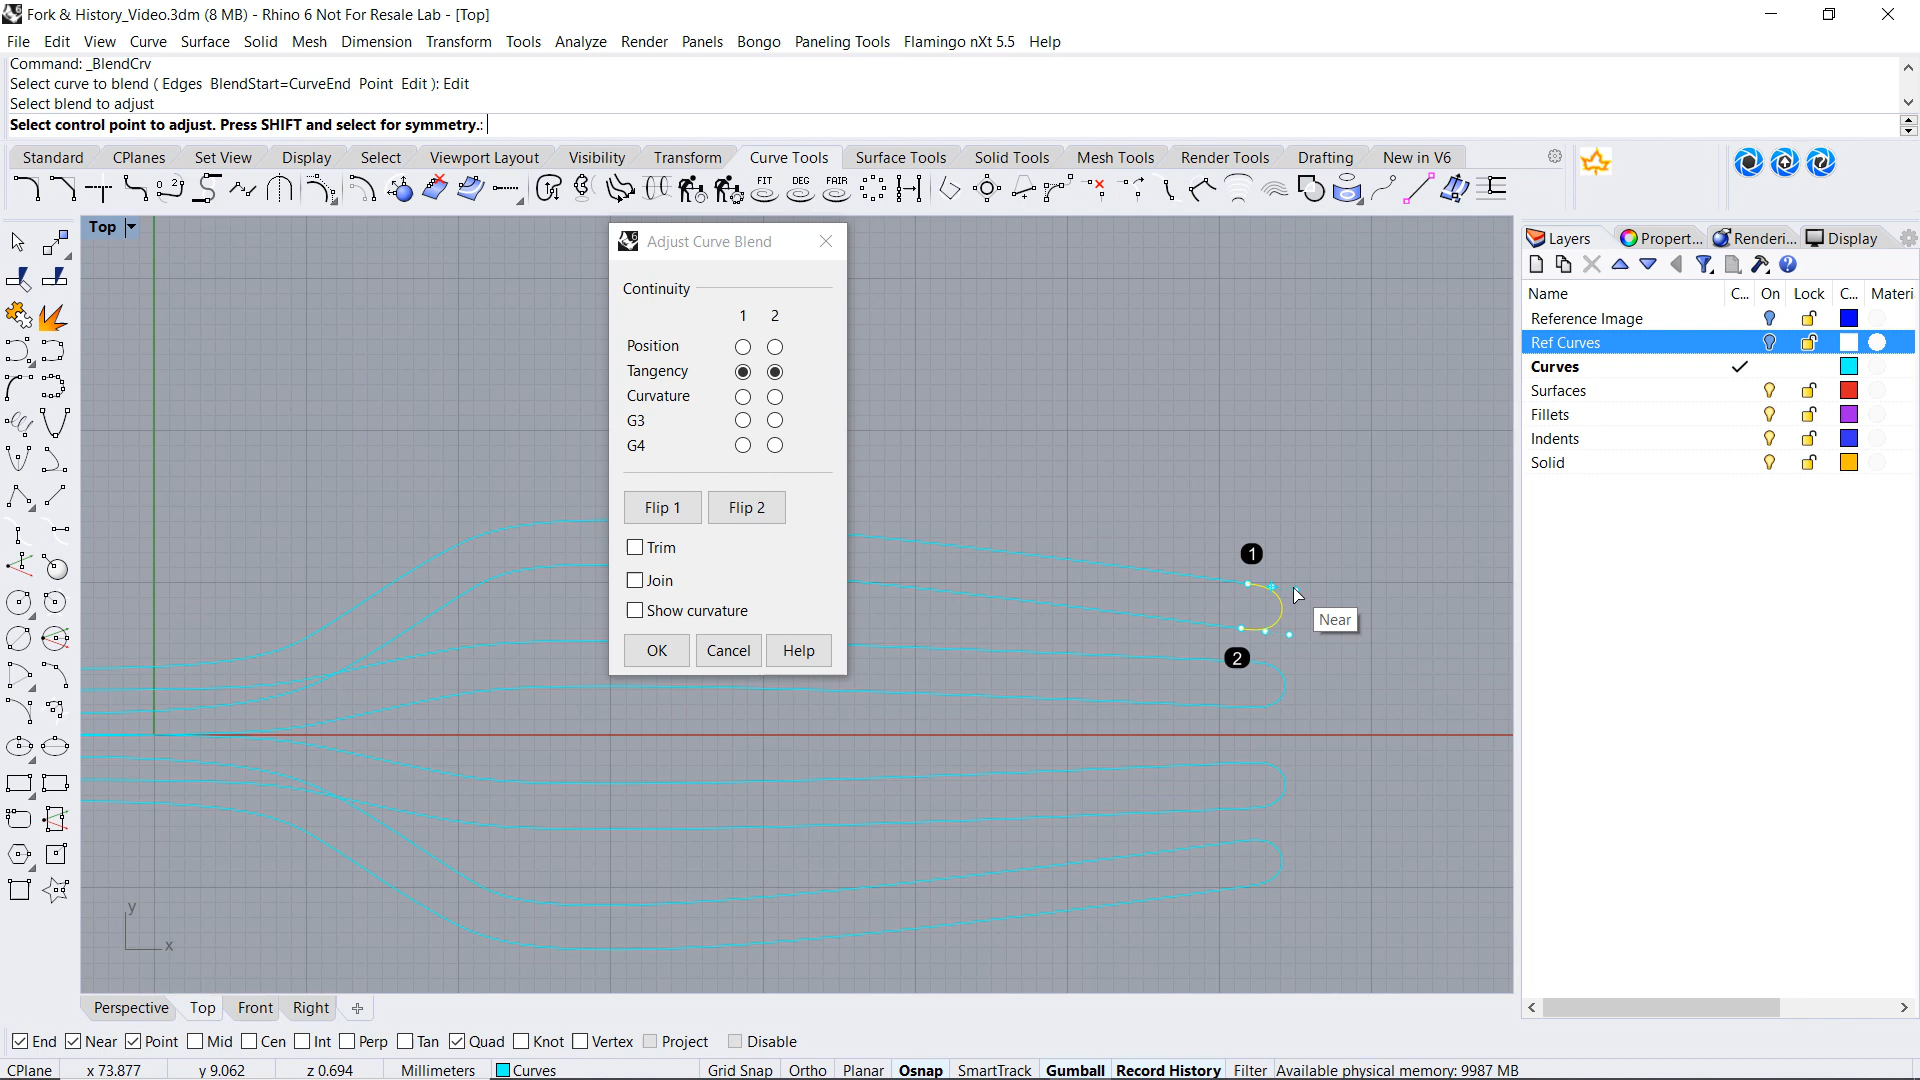 Fork & History_Video.3dm (8 MB) - Rhino 6 Not For Resale Lab - [Top]
File Edit View Curve Surface Solid Mesh Dimension Transform Tools Analyze Render Panels Bongo Paneling Tools Flamingo nXt 5.5 Help
Command: _BlendCrv
Select curve to blend ( Edges BlendStart=CurveEnd Point Edit ): Edit
Select blend to adjust
Select control point to adjust. Press SHIFT and select for symmetry.:
Standard CPlanes Set View Display Select Viewport Layout Visibility Transform Curve Tools Surface Tools Solid Tools Mesh Tools Render Tools Drafting New in V6
FIT DEG FAIR
Top
Adjust Curve Blend
Continuity
1 2
Position
Tangency
Curvature
G3
G4
Flip 1 Flip 2
Trim
Join
Show curvature
OK Cancel Help
1
Near
2
y
x
Layers Propert... Renderi... Display
Name C... On Lock C... Materi
Reference Image
Ref Curves
Curves
Surfaces
Fillets
Indents
Solid
Perspective Top Front Right
End Near Point Mid Cen Int Perp Tan Quad Knot Vertex Project Disable
CPlane x 73.877 y 9.062 z 0.694 Millimeters Curves Grid Snap Ortho Planar Osnap SmartTrack Gumball Record History Filter Available physical memory: 9987 MB